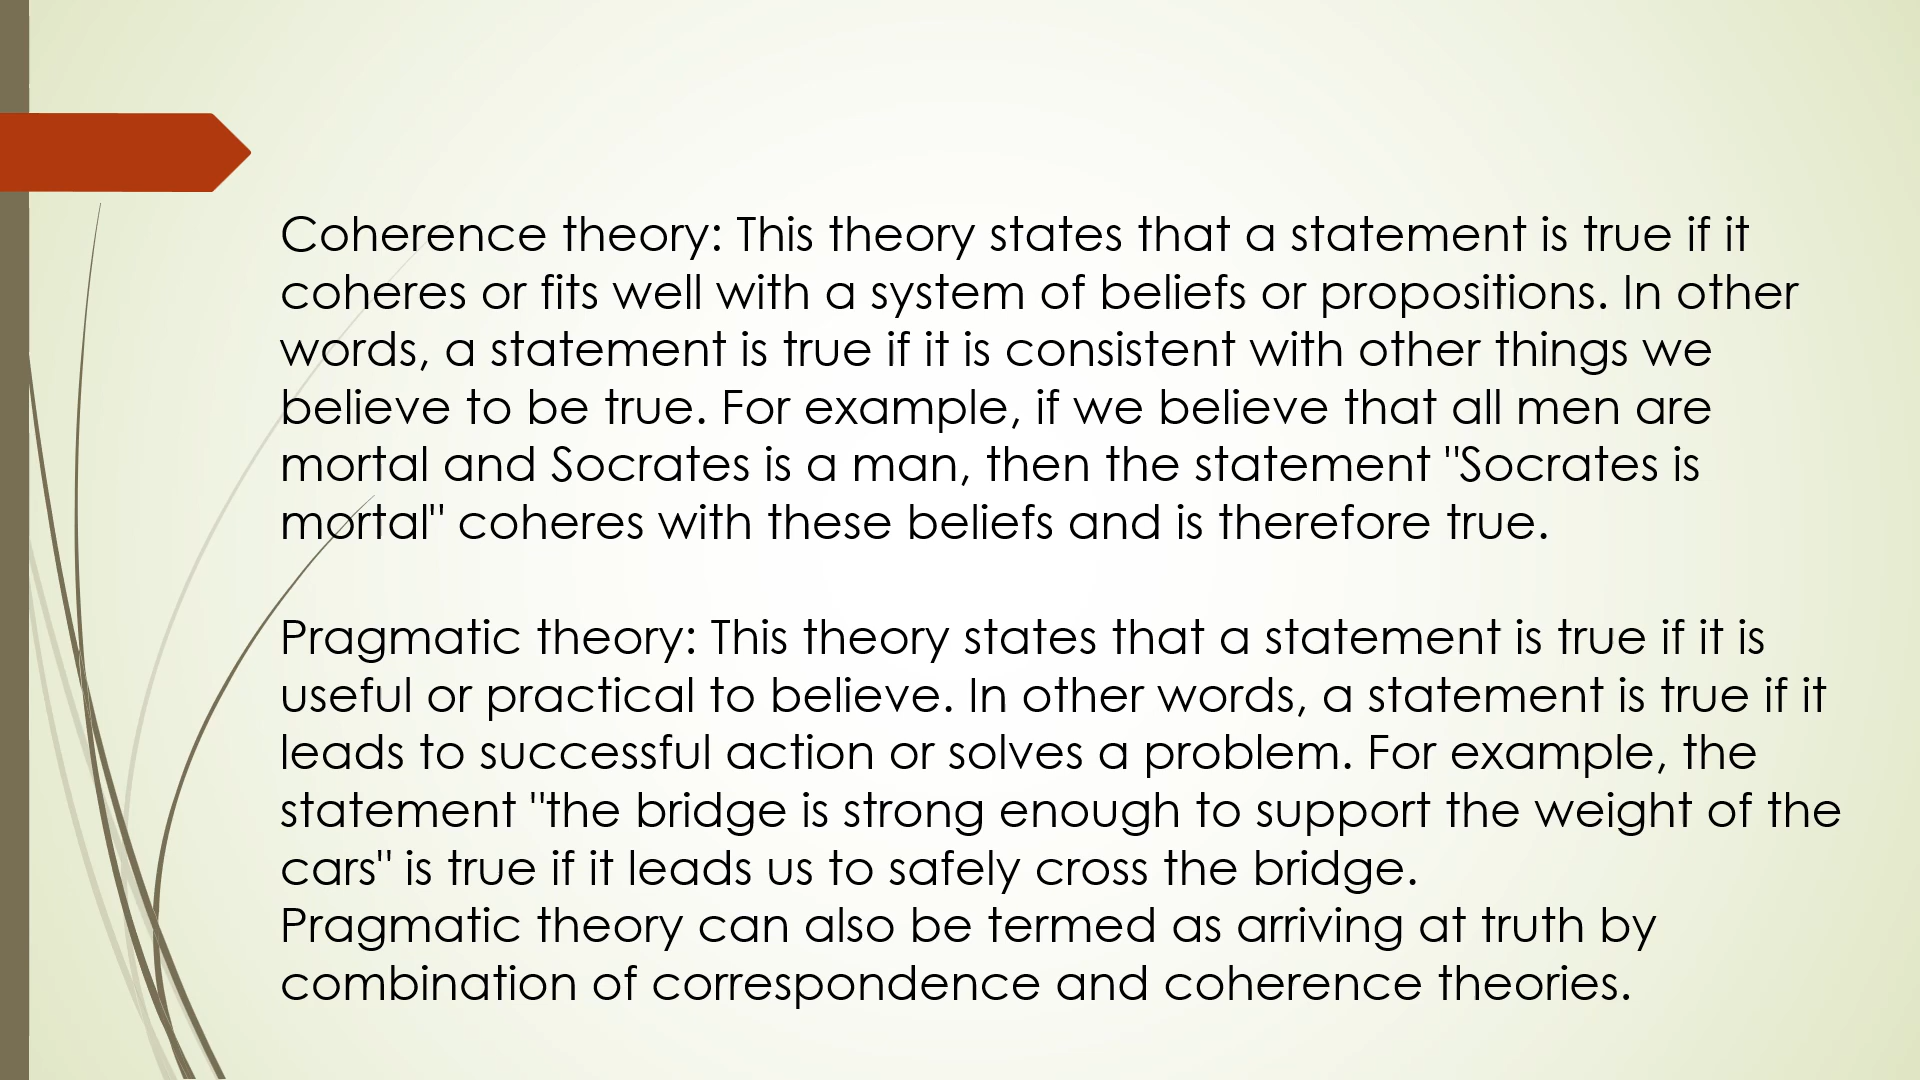 Coherence theory: This theory states that a statement is true if it
coheres or fits well with a system of beliefs or propositions. In other
words, a statement is true if it is consistent with other things we
believe to be true. For example, if we believe that all men are
mortal and Socrates is a man, then the statement "Socrates is
mortal" coheres with these beliefs and is therefore true.
Pragmatic theory: This theory states that a statement is true if it is
useful or practical to believe. In other words, a statement is true if it
leads to successful action or solves a problem. For example, the
statement "the bridge is strong enough to support the weight of the
cars" is true if it leads us to safely cross the bridge.
Pragmatic theory can also be termed as arriving at truth by
combination of correspondence and coherence theories.